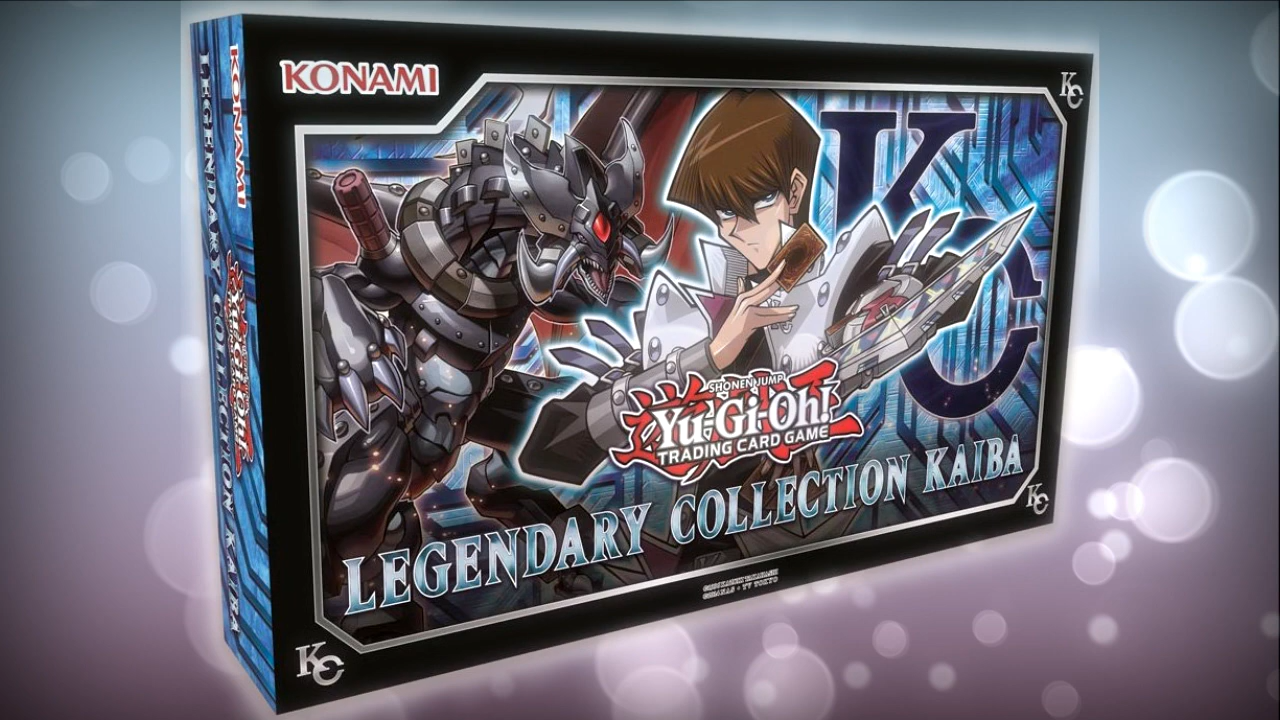 KONAMI
KC
KC
SHONEN JUMP
Yu-Gi-Oh!
TRADING CARD GAME
LEGENDARY COLLECTION KAIBA
KC
KC
KONAMI
LEGENDARY COLLECTION KAIBA
Yu-Gi-Oh!